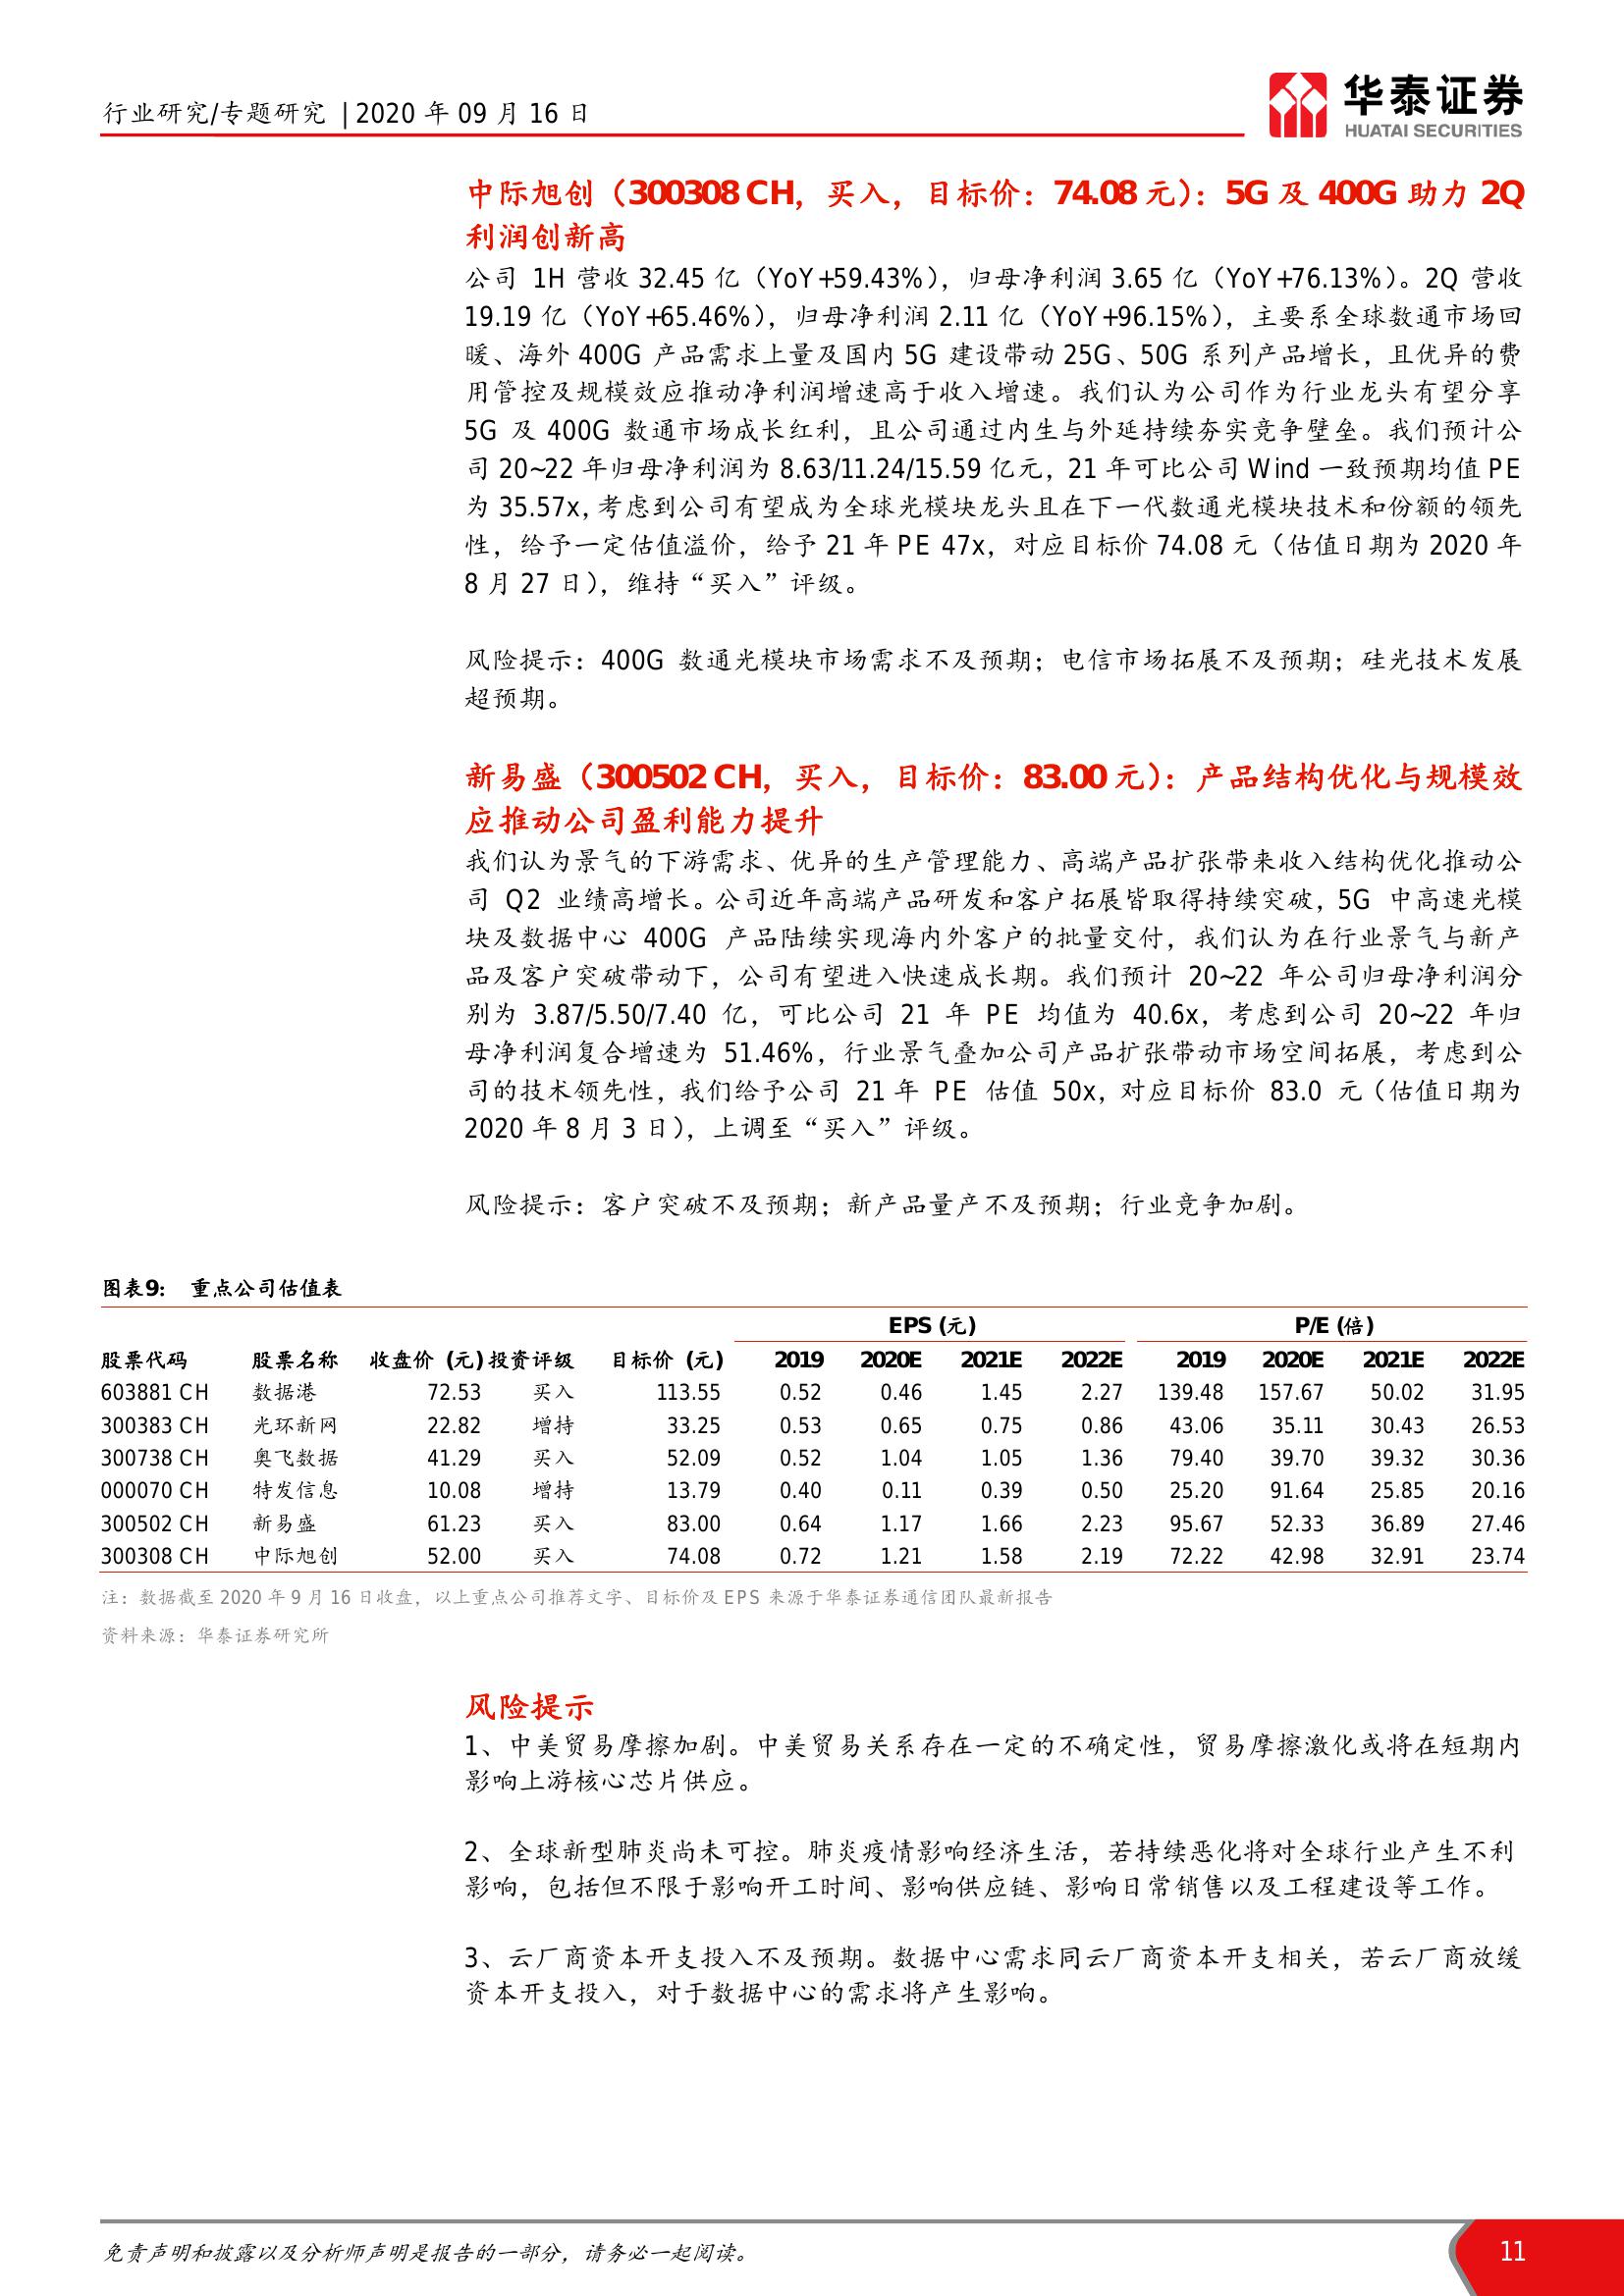 行业研究/专题研究 | 2020 年 09 月 16 日
华泰证券
HUATAI SECURITIES
中际旭创（300308 CH，买入，目标价：74.08 元）：5G 及 400G 助力 2Q
利润创新高
公司 1H 营收 32.45 亿（YoY+59.43%），归母净利润 3.65 亿（YoY+76.13%）。2Q 营收
19.19 亿（YoY+65.46%），归母净利润 2.11 亿（YoY+96.15%），主要系全球数通市场回
暖、海外 400G 产品需求上量及国内 5G 建设带动 25G、50G 系列产品增长，且优异的费
用管控及规模效应推动净利润增速高于收入增速。我们认为公司作为行业龙头有望分享
5G 及 400G 数通市场成长红利，且公司通过内生与外延持续夯实竞争壁垒。我们预计公
司 20~22 年归母净利润为 8.63/11.24/15.59 亿元，21 年可比公司 Wind 一致预期均值 PE
为 35.57x，考虑到公司有望成为全球光模块龙头且在下一代数通光模块技术和份额的领先
性，给予一定估值溢价，给予 21 年 PE 47x，对应目标价 74.08 元（估值日期为 2020 年
8 月 27 日），维持“买入”评级。
风险提示：400G 数通光模块市场需求不及预期；电信市场拓展不及预期；硅光技术发展
超预期。
新易盛（300502 CH，买入，目标价：83.00 元）：产品结构优化与规模效
应推动公司盈利能力提升
我们认为景气的下游需求、优异的生产管理能力、高端产品扩张带来收入结构优化推动公
司 Q2 业绩高增长。公司近年高端产品研发和客户拓展皆取得持续突破，5G 中高速光模
块及数据中心 400G 产品陆续实现海内外客户的批量交付，我们认为在行业景气与新产
品及客户突破带动下，公司有望进入快速成长期。我们预计 20~22 年公司归母净利润分
别为 3.87/5.50/7.40 亿，可比公司 21 年 PE 均值为 40.6x，考虑到公司 20~22 年归
母净利润复合增速为 51.46%，行业景气叠加公司产品扩张带动市场空间拓展，考虑到公
司的技术领先性，我们给予公司 21 年 PE 估值 50x，对应目标价 83.0 元（估值日期为
2020 年 8 月 3 日），上调至“买入”评级。
风险提示：客户突破不及预期；新产品量产不及预期；行业竞争加剧。
图表9： 重点公司估值表
EPS (元) P/E (倍)
股票代码 股票名称 收盘价 (元) 投资评级 目标价 (元) 2019 2020E 2021E 2022E 2019 2020E 2021E 2022E
603881 CH 数据港 72.53 买入 113.55 0.52 0.46 1.45 2.27 139.48 157.67 50.02 31.95
300383 CH 光环新网 22.82 增持 33.25 0.53 0.65 0.75 0.86 43.06 35.11 30.43 26.53
300738 CH 奥飞数据 41.29 买入 52.09 0.52 1.04 1.05 1.36 79.40 39.70 39.32 30.36
000070 CH 特发信息 10.08 增持 13.79 0.40 0.11 0.39 0.50 25.20 91.64 25.85 20.16
300502 CH 新易盛 61.23 买入 83.00 0.64 1.17 1.66 2.23 95.67 52.33 36.89 27.46
300308 CH 中际旭创 52.00 买入 74.08 0.72 1.21 1.58 2.19 72.22 42.98 32.91 23.74
注：数据截至 2020 年 9 月 16 日收盘，以上重点公司推荐文字、目标价及 EPS 来源于华泰证券通信团队最新报告
资料来源：华泰证券研究所
风险提示
1、中美贸易摩擦加剧。中美贸易关系存在一定的不确定性，贸易摩擦激化或将在短期内
影响上游核心芯片供应。
2、全球新型肺炎尚未可控。肺炎疫情影响经济生活，若持续恶化将对全球行业产生不利
影响，包括但不限于影响开工时间、影响供应链、影响日常销售以及工程建设等工作。
3、云厂商资本开支投入不及预期。数据中心需求同云厂商资本开支相关，若云厂商放缓
资本开支投入，对于数据中心的需求将产生影响。
免责声明和披露以及分析师声明是报告的一部分，请务必一起阅读。
11